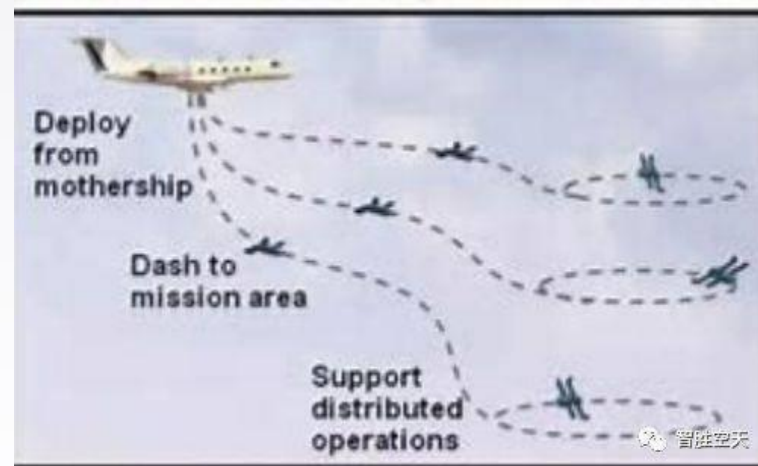 Deploy
from
mothership
Dash to
mission area
Support
distributed
operations
智胜空天